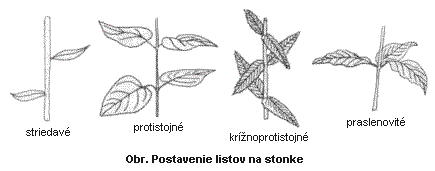 striedavé
protistojné
krížnoprotistojné
praslenovité
Obr. Postavenie listov na stonke